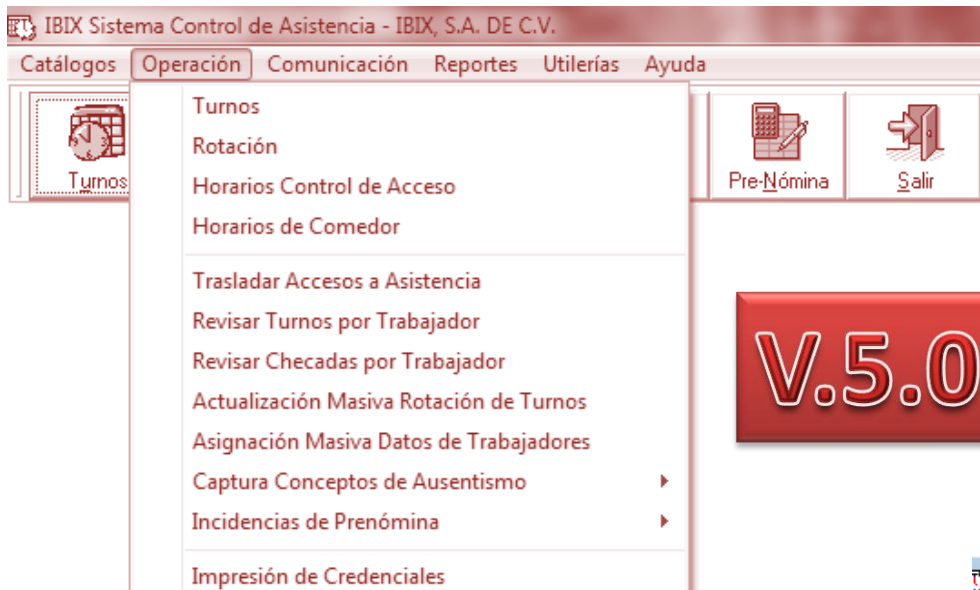 IBIX Sistema Control de Asistencia - IBIX, S.A. DE C.V.
Catálogos Operación Comunicación Reportes Utilerías Ayuda
Turnos Pre-Nómina Salir
Turnos
Rotación
Horarios Control de Acceso
Horarios de Comedor
Trasladar Accesos a Asistencia
Revisar Turnos por Trabajador
Revisar Checadas por Trabajador
Actualización Masiva Rotación de Turnos
Asignación Masiva Datos de Trabajadores
Captura Conceptos de Ausentismo
Incidencias de Prenómina
Impresión de Credenciales
V.5.0